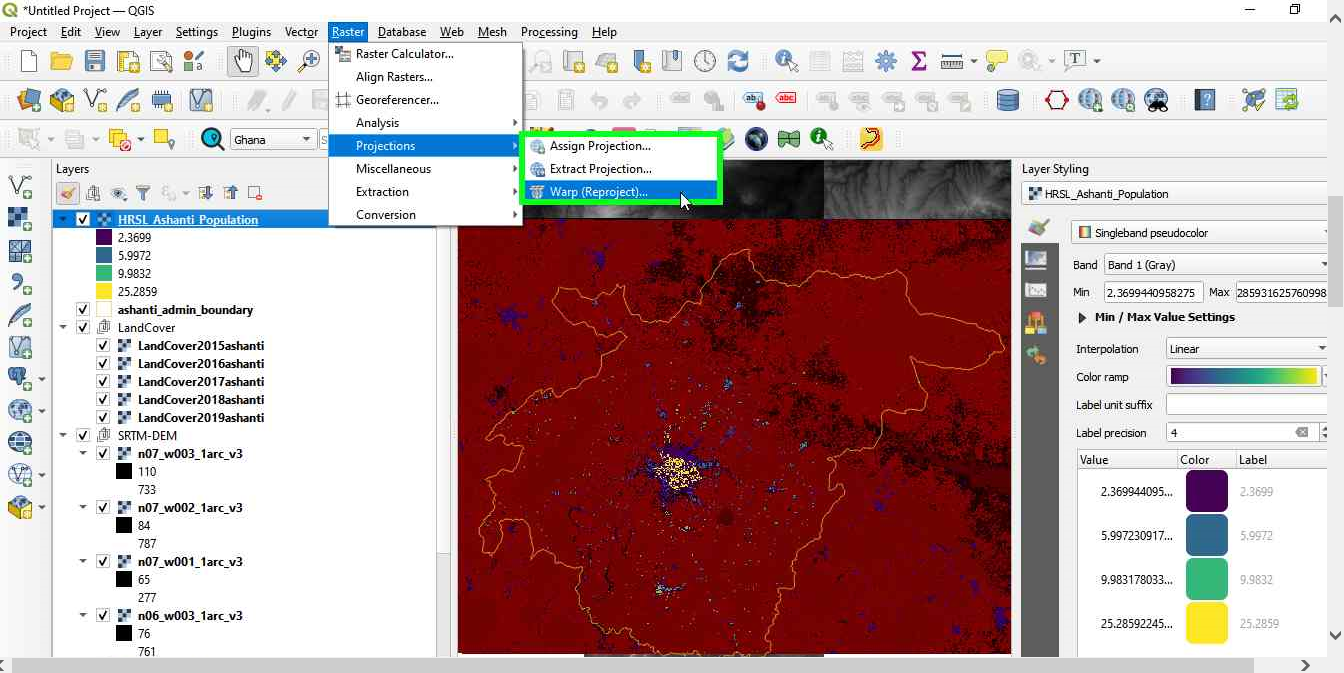 *Untitled Project — QGIS
Project Edit View Layer Settings Plugins Vector Raster Database Web Mesh Processing Help
Raster Calculator...
Align Rasters...
Georeferencer...
Analysis
Projections
Miscellaneous
Extraction
Conversion
Assign Projection...
Extract Projection...
Warp (Reproject)...
Ghana
Layers
HRSL_Ashanti_Population
2.3699
5.9972
9.9832
25.2859
ashanti_admin_boundary
LandCover
LandCover2015ashanti
LandCover2016ashanti
LandCover2017ashanti
LandCover2018ashanti
LandCover2019ashanti
SRTM-DEM
n07_w003_1arc_v3
110
733
n07_w002_1arc_v3
84
787
n07_w001_1arc_v3
65
277
n06_w003_1arc_v3
76
761
Layer Styling
HRSL_Ashanti_Population
Singleband pseudocolor
Band Band 1 (Gray)
Min 2.3699440958275 Max 285931625760998
Min / Max Value Settings
Interpolation Linear
Color ramp
Label unit suffix
Label precision 4
Value Color Label
2.369944095... 2.3699
5.997230917... 5.9972
9.983178033... 9.9832
25.28592245... 25.2859